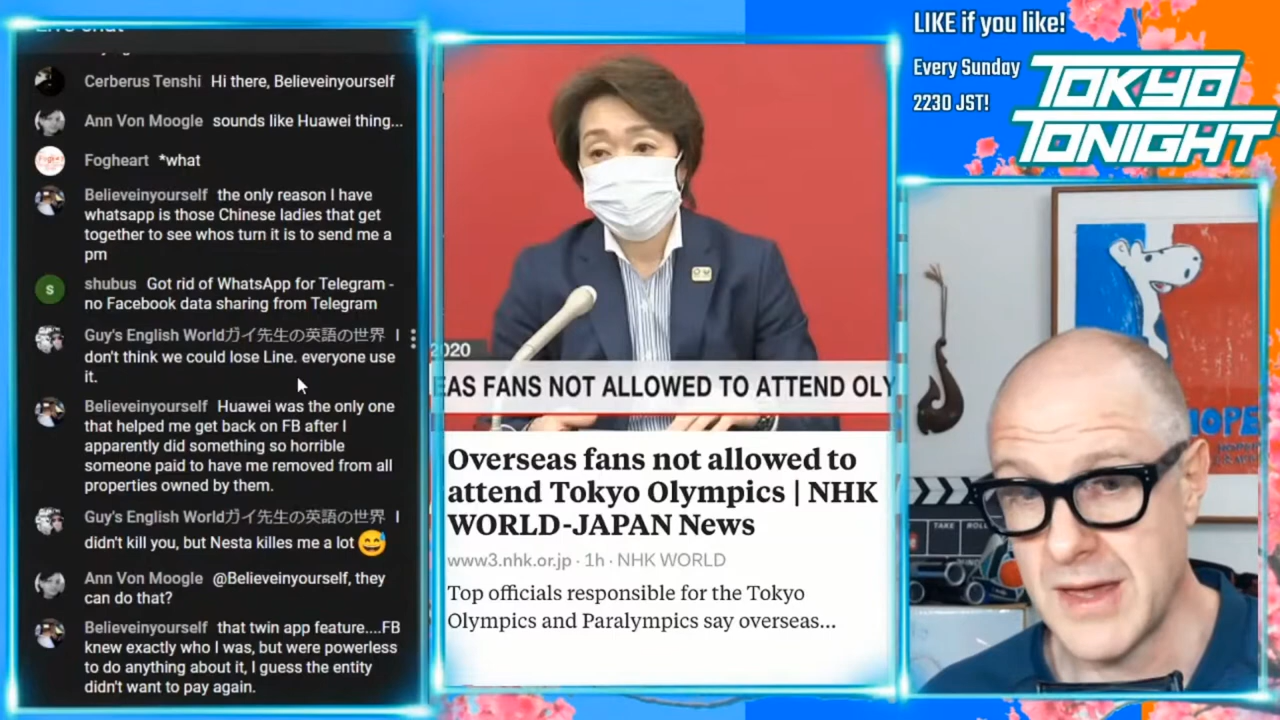 Live chat
Cerberus Tenshi Hi there, Believeinyourself
Ann Von Moogle sounds like Huawei thing...
Fogheart *what
Believeinyourself the only reason I have
whatsapp is those Chinese ladies that get
together to see whos turn it is to send me a
pm
S
shubus Got rid of WhatsApp for Telegram -
no Facebook data sharing from Telegram
Guy's English Worldガイ先生の英語の世界 I
don't think we could lose Line. everyone use
it.
Believeinyourself Huawei was the only one
that helped me get back on FB after I
apparently did something so horrible
someone paid to have me removed from all
properties owned by them.
Guy's English Worldガイ先生の英語の世界 I
didn't kill you, but Nesta killes me a lot 😅
Ann Von Moogle @Believeinyourself, they
can do that?
Believeinyourself that twin app feature....FB
knew exactly who I was, but were powerless
to do anything about it, I guess the entity
didn't want to pay again.
2020
EAS FANS NOT ALLOWED TO ATTEND OLY
Overseas fans not allowed to
attend Tokyo Olympics | NHK
WORLD-JAPAN News
www3.nhk.or.jp · 1h · NHK WORLD
Top officials responsible for the Tokyo
Olympics and Paralympics say overseas...
LIKE if you like!
Every Sunday
2230 JST!
TOKYO
TONIGHT
HOPE
TAKE ROLL